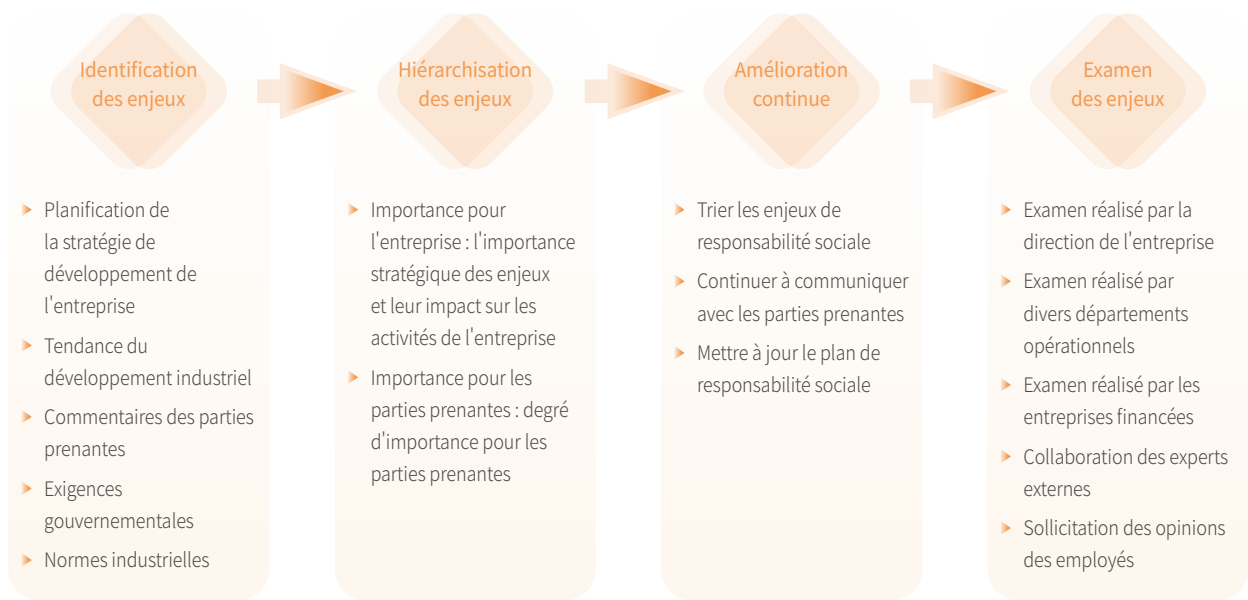 Identification
des enjeux
Planification de
la stratégie de
développement de
l'entreprise
Tendance du
développement industriel
Commentaires des parties
prenantes
Exigences
gouvernementales
Normes industrielles
Hiérarchisation
des enjeux
Importance pour
l'entreprise : l'importance
stratégique des enjeux
et leur impact sur les
activités de l'entreprise
Importance pour les
parties prenantes : degré
d'importance pour les
parties prenantes
Amélioration
continue
Trier les enjeux de
responsabilité sociale
Continuer à communiquer
avec les parties prenantes
Mettre à jour le plan de
responsabilité sociale
Examen
des enjeux
Examen réalisé par la
direction de l'entreprise
Examen réalisé par
divers départements
opérationnels
Examen réalisé par les
entreprises financées
Collaboration des experts
externes
Sollicitation des opinions
des employés